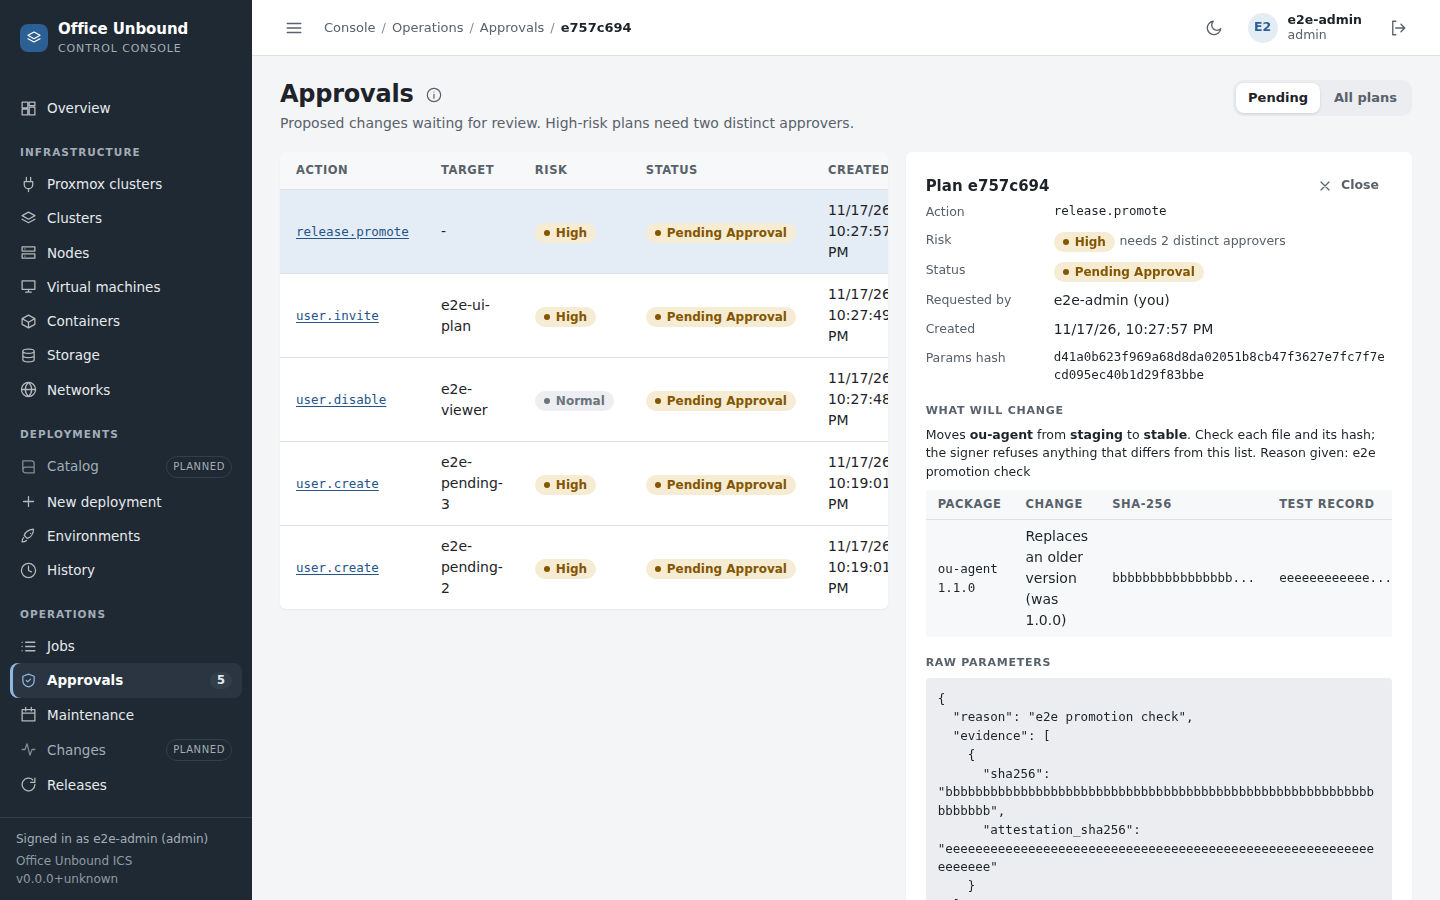 Office Unbound
CONTROL CONSOLE
Overview
INFRASTRUCTURE
Proxmox clusters
Clusters
Nodes
Virtual machines
Containers
Storage
Networks
DEPLOYMENTS
Catalog PLANNED
New deployment
Environments
History
OPERATIONS
Jobs
Approvals 5
Maintenance
Changes PLANNED
Releases
Signed in as e2e-admin (admin)
Office Unbound ICS
v0.0.0+unknown
Console / Operations / Approvals / e757c694
E2 e2e-admin
admin
Approvals
Proposed changes waiting for review. High-risk plans need two distinct approvers.
Pending All plans
ACTION TARGET RISK STATUS CREATED
release.promote - High Pending Approval 11/17/26
10:27:57
PM
user.invite e2e-ui-
plan High Pending Approval 11/17/26
10:27:49
PM
user.disable e2e-
viewer Normal Pending Approval 11/17/26
10:27:48
PM
user.create e2e-
pending-
3 High Pending Approval 11/17/26
10:19:01
PM
user.create e2e-
pending-
2 High Pending Approval 11/17/26
10:19:01
PM
Plan e757c694 Close
Action release.promote
Risk High needs 2 distinct approvers
Status Pending Approval
Requested by e2e-admin (you)
Created 11/17/26, 10:27:57 PM
Params hash d41a0b623f969a68d8da02051b8cb47f3627e7fc7f7e
cd095ec40b1d29f83bbe
WHAT WILL CHANGE
Moves ou-agent from staging to stable. Check each file and its hash;
the signer refuses anything that differs from this list. Reason given: e2e
promotion check
PACKAGE CHANGE SHA-256 TEST RECORD
ou-agent
1.1.0 Replaces
an older
version
(was
1.0.0) bbbbbbbbbbbbbbbb... eeeeeeeeeeee...
RAW PARAMETERS
{
"reason": "e2e promotion check",
"evidence": [
{
"sha256":
"bbbbbbbbbbbbbbbbbbbbbbbbbbbbbbbbbbbbbbbbbbbbbbbbbbbbbbbbb
bbbbbbb",
"attestation_sha256":
"eeeeeeeeeeeeeeeeeeeeeeeeeeeeeeeeeeeeeeeeeeeeeeeeeeeeeeeee
eeeeeee"
}